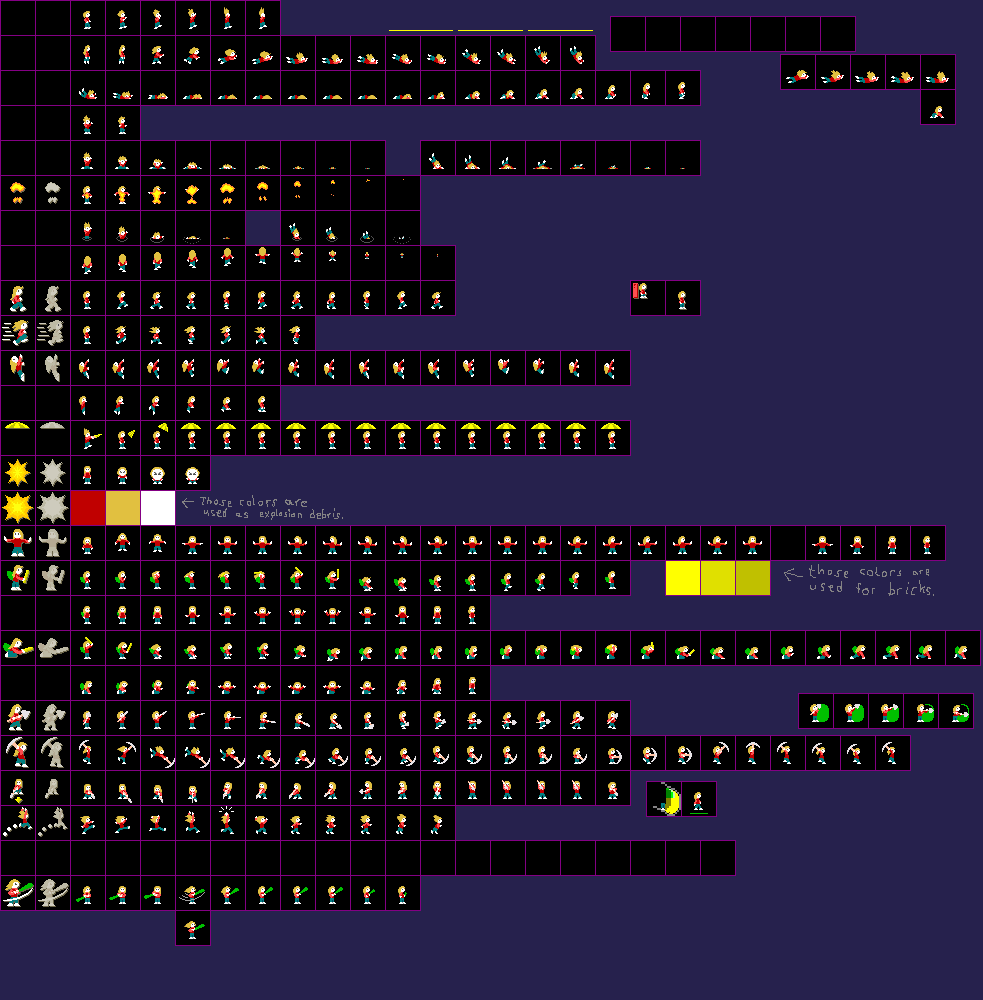 Those colors are
used as explosion debris.
those colors are
used for bricks.